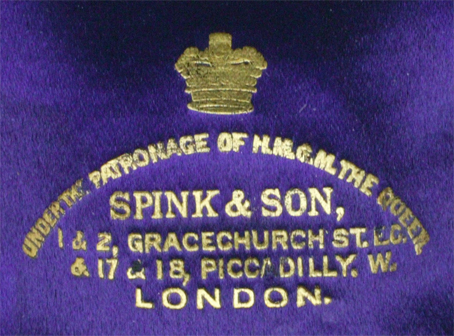 UNDER THE PATRONAGE OF H.M.G.M. THE QUEEN,
SPINK & SON,
1 & 2, GRACECHURCH ST. E.C.
& 17 & 18, PICCADILLY. W.
LONDON.